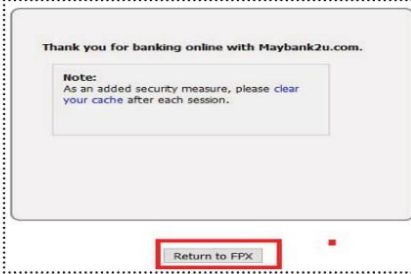 Thank you for banking online with Maybank2u.com.
Note:
As an added security measure, please clear
your cache after each session.
Return to FPX